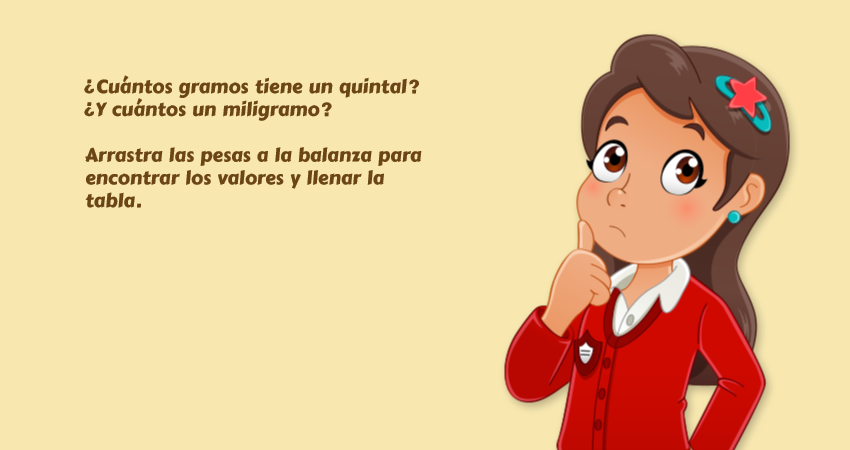 ¿Cuántos gramos tiene un quintal?
¿Y cuántos un miligramo?
Arrastra las pesas a la balanza para
encontrar los valores y llenar la
tabla.